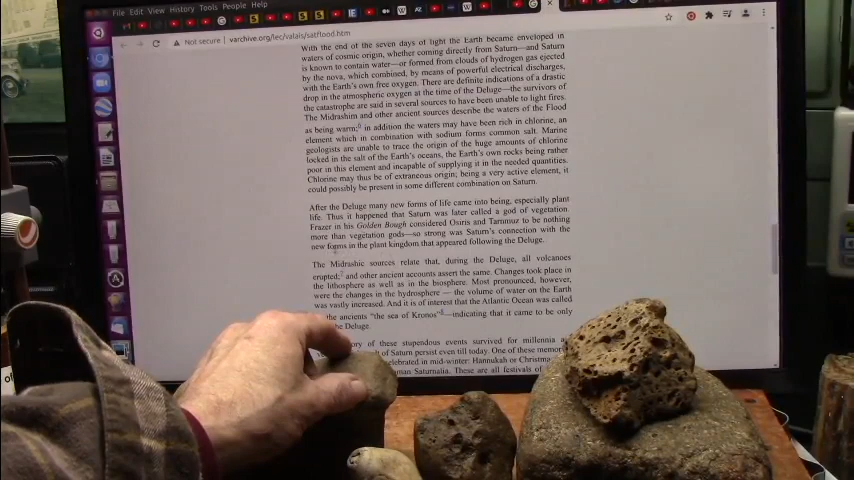 File Edit View History Tools People Help
Not secure | varchive.org/lec/valais/satflood.htm
With the end of the seven days of light the Earth became enveloped in
waters of cosmic origin, whether coming directly from Saturn—and Saturn
is known to contain water—or formed from clouds of hydrogen gas ejected
by the nova, which combined, by means of powerful electrical discharges,
with the Earth's own free oxygen. There are definite indications of a drastic
drop in the atmospheric oxygen at the time of the Deluge—the survivors of
the catastrophe are said in several sources to have been unable to light fires.
The Midrashim and other ancient sources describe the waters of the Flood
as being warm; in addition the waters may have been rich in chlorine, an
element which in combination with sodium forms common salt. Marine
geologists are unable to trace the origin of the huge amounts of chlorine
locked in the salt of the Earth's oceans, the Earth's own rocks being rather
poor in this element and incapable of supplying it in the needed quantities.
Chlorine may thus be of extraneous origin; being a very active element, it
could possibly be present in some different combination on Saturn.
After the Deluge many new forms of life came into being, especially plant
life. Thus it happened that Saturn was later called a god of vegetation.
Frazer in his Golden Bough considered Osiris and Tammuz to be nothing
more than vegetation gods—so strong was Saturn's connection with the
new forms in the plant kingdom that appeared following the Deluge.
The Midrashic sources relate that, during the Deluge, all volcanoes
erupted; and other ancient accounts assert the same. Changes took place in
the lithosphere as well as in the biosphere. Most pronounced, however,
were the changes in the hydrosphere — the volume of water on the Earth
was vastly increased. And it is of interest that the Atlantic Ocean was called
the ancients "the sea of Kronos"—indicating that it came to be only
the Deluge.
ory of these stupendous events survived for millennia a
lt of Saturn persist even till today. One of these memor
elebrated in mid-winter: Hannukah or Christma
man Saturnalia. These are all festivals of